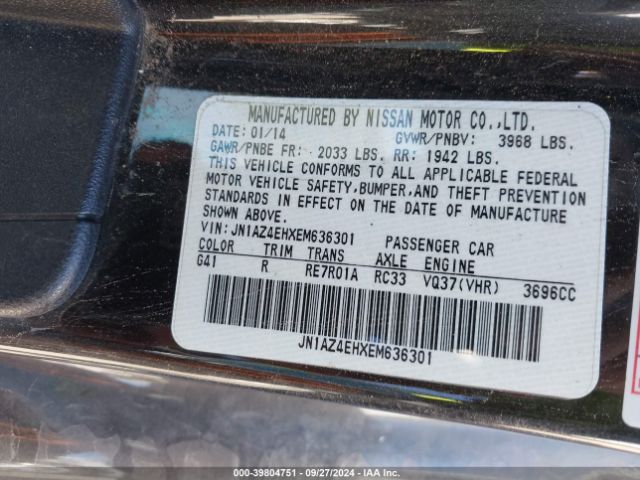 MANUFACTURED BY NISSAN MOTOR CO.,LTD.
DATE: 01/14 GVWR/PNBV: 3968 LBS.
GAWR/PNBE FR: 2033 LBS. RR: 1942 LBS.
THIS VEHICLE CONFORMS TO ALL APPLICABLE FEDERAL
MOTOR VEHICLE SAFETY,BUMPER,AND THEFT PREVENTION
STANDARDS IN EFFECT ON THE DATE OF MANUFACTURE
SHOWN ABOVE.
VIN: JN1AZ4EHXEM636301 PASSENGER CAR
COLOR TRIM TRANS AXLE ENGINE
G41 R RE7R01A RC33 VQ37(VHR) 3696CC
JN1AZ4EHXEM636301
000-39804751 — 09/27/2024 — IAA Inc.